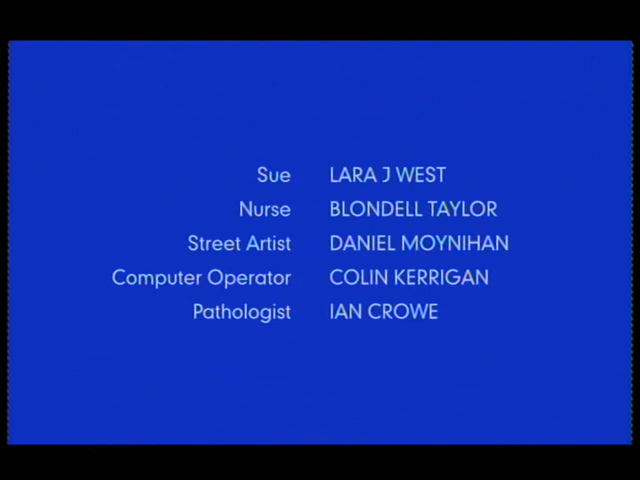 Sue LARA J WEST
Nurse BLONDELL TAYLOR
Street Artist DANIEL MOYNIHAN
Computer Operator COLIN KERRIGAN
Pathologist IAN CROWE